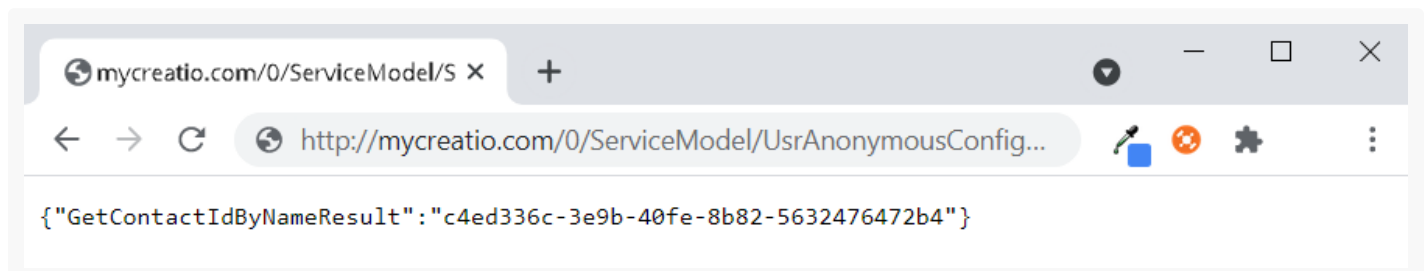 mycreatio.com/0/ServiceModel/S
http://mycreatio.com/0/ServiceModel/UsrAnonymousConfig...
{"GetContactIdByNameResult":"c4ed336c-3e9b-40fe-8b82-5632476472b4"}